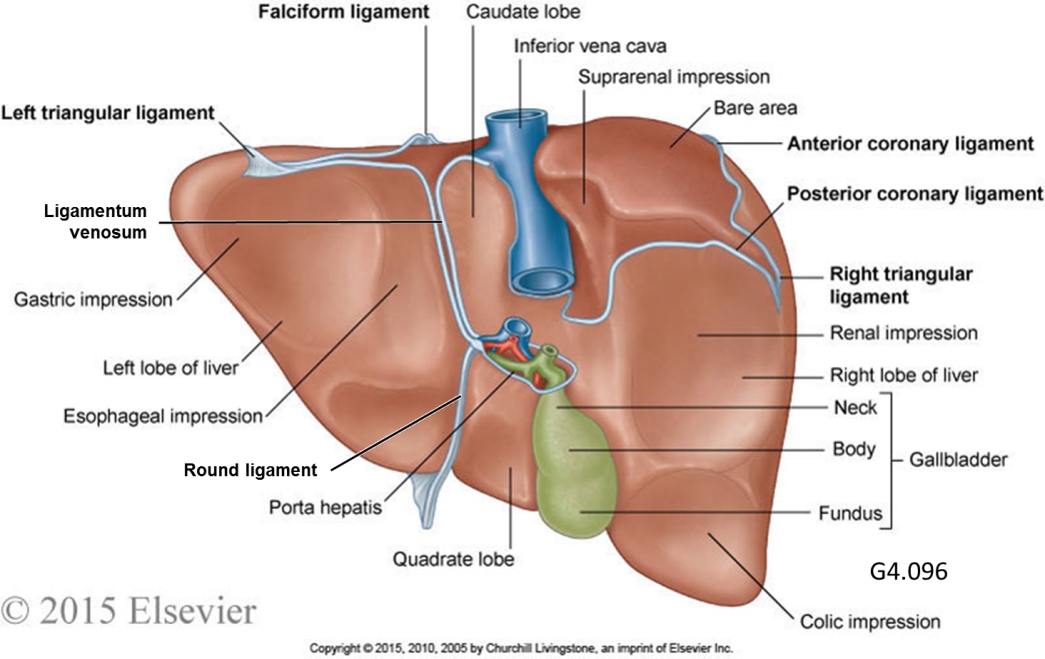 Falciform ligament
Caudate lobe
Inferior vena cava
Suprarenal impression
Bare area
Left triangular ligament
Anterior coronary ligament
Posterior coronary ligament
Ligamentum
venosum
Right triangular
ligament
Gastric impression
Renal impression
Left lobe of liver
Right lobe of liver
Esophageal impression
Neck
Body
Gallbladder
Round ligament
Porta hepatis
Fundus
Quadrate lobe
G4.096
Colic impression
© 2015 Elsevier
Copyright © 2015, 2010, 2005 by Churchill Livingstone, an imprint of Elsevier Inc.